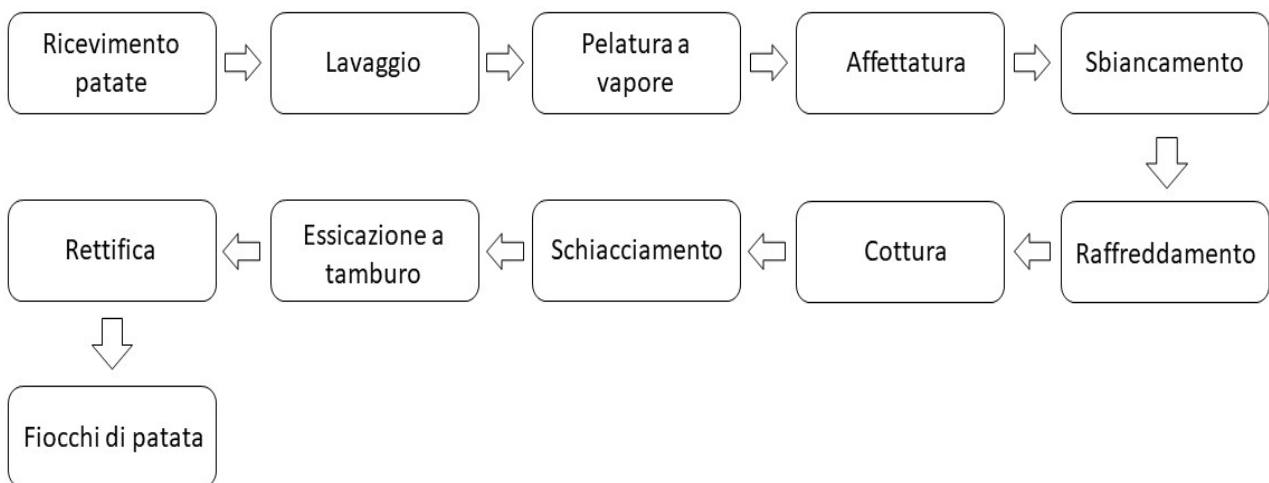 Ricevimento
patate
Lavaggio
Pelatura a
vapore
Affettatura
Sbiancamento
Raffreddamento
Cottura
Schiacciamento
Essicazione a
tamburo
Rettifica
Fiocchi di patata